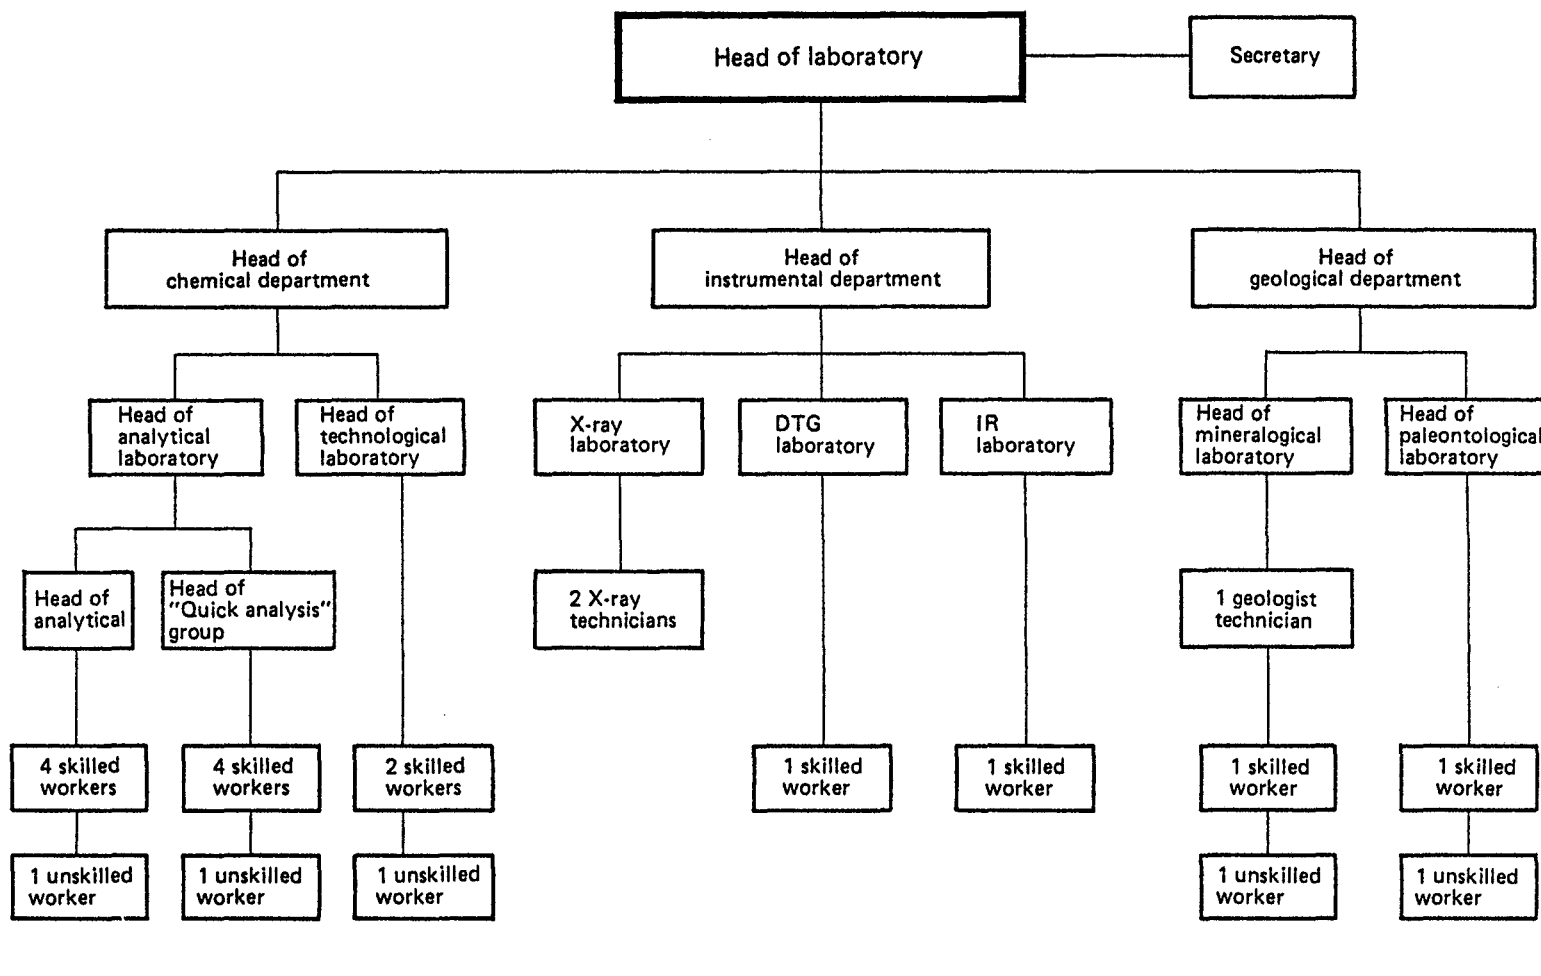 Head of laboratory
Secretary
Head of
chemical department
Head of
instrumental department
Head of
geological department
Head of
analytical
laboratory
Head of
technological
laboratory
X-ray
laboratory
DTG
laboratory
IR
laboratory
Head of
mineralogical
laboratory
Head of
paleontological
laboratory
Head of
analytical
Head of
"Quick analysis"
group
2 X-ray
technicians
1 geologist
technician
4 skilled
workers
4 skilled
workers
2 skilled
workers
1 skilled
worker
1 skilled
worker
1 skilled
worker
1 skilled
worker
1 unskilled
worker
1 unskilled
worker
1 unskilled
worker
1 unskilled
worker
1 unskilled
worker